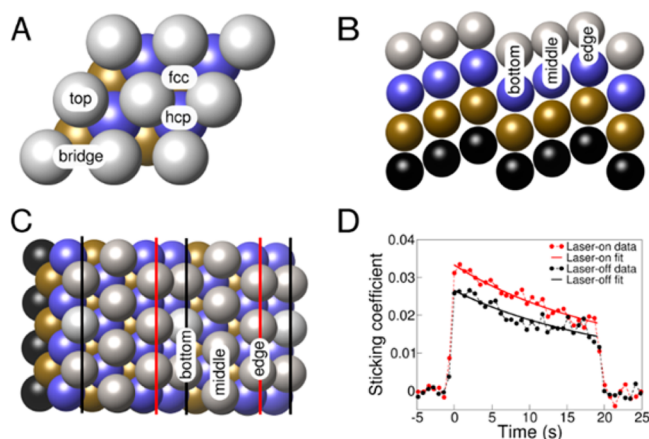 A
fcc
top
hcp
bridge
B
bottom
middle
edge
C
bottom
middle
edge
D
Sticking coefficient
0.04
0.03
0.02
0.01
0
Laser-on data
Laser-on fit
Laser-off data
Laser-off fit
-5 0 5 10 15 20 25
Time (s)